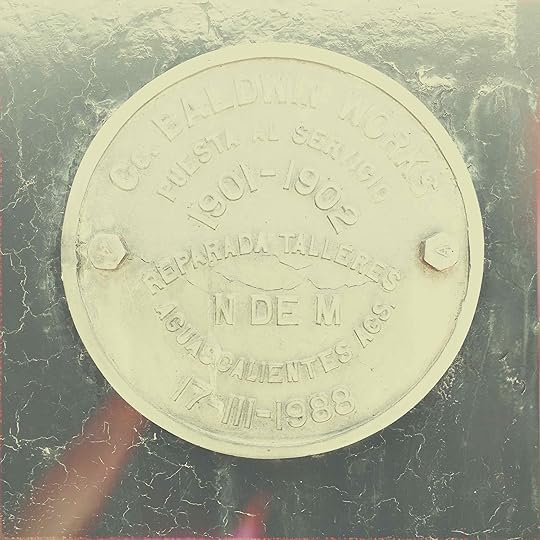 Co. BALDWIN WORKS
PUESTA AL SERVICIO
1901-1902
REPARADA TALLERES
N DE M
AGUASCALIENTES AGS.
17-III-1988